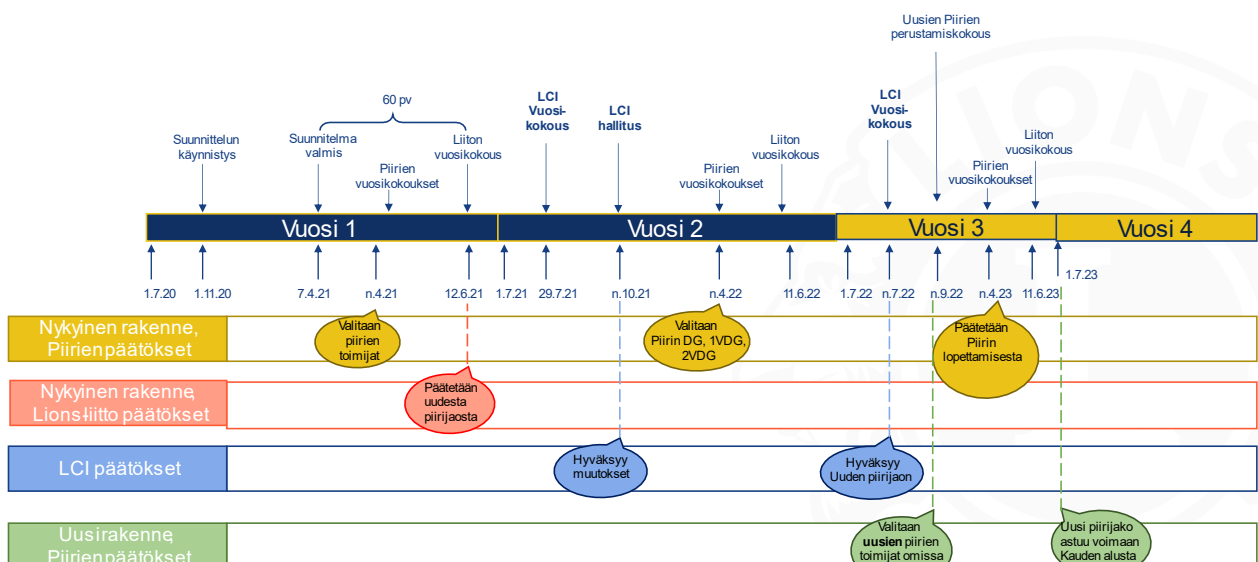 Uusien Piirien
perustamiskokous
60 pv
LCI
Vuosi-
kokous
LCI
hallitus
LCI
Vuosi-
kokous
Suunnittelun
käynnistys
Suunnitelma
valmis
Liiton
vuosikokous
Piirien
vuosikokoukset
Piirien
vuosikokoukset
Liiton
vuosikokous
Piirien
vuosikokoukset
Liiton
vuosikokous
Vuosi 1
Vuosi 2
Vuosi 3
Vuosi 4
1.7.20
1.11.20
7.4.21
n.4.21
12.6.21
1.7.21
29.7.21
n.10.21
n.4.22
11.6.22
1.7.22
n.7.22
n.9.22
n.4.23
11.6.23
1.7.23
Nykyinen rakenne,
Piirien päätökset
Valitaan
piirien
toimijat
Valitaan
Piirin DG, 1VDG,
2VDG
Päätetään
Piirin
lopettamisesta
Nykyinen rakenne,
Lions-liitto päätökset
Päätetään
uudesta
piirijaosta
LCI päätökset
Hyväksyy
muutokset
Hyväksyy
Uuden piirijaon
Uusi rakenne,
Piirien päätökset
Valitaan
uusien piirien
toimijat omissa
Uusi piirijako
astuu voimaan
Kauden alusta
LIONS